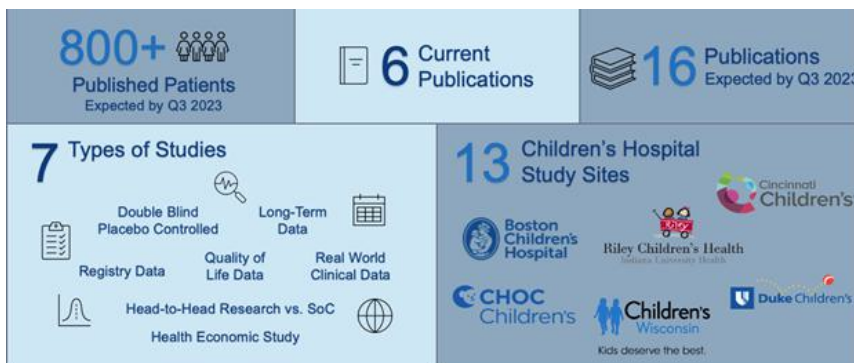 800+
Published Patients
Expected by Q3 2023
6 Current
Publications
16 Publications
Expected by Q3 2023
7 Types of Studies
Double Blind
Placebo Controlled
Long-Term
Data
Registry Data
Quality of
Life Data
Real World
Clinical Data
Head-to-Head Research vs. SoC
Health Economic Study
13 Children's Hospital
Study Sites
Cincinnati
Children's
Boston
Children's
Hospital
Riley
Riley Children's Health
Indiana University Health
CHOC
Children's
Children's
Wisconsin
Kids deserve the best.
Duke Children's